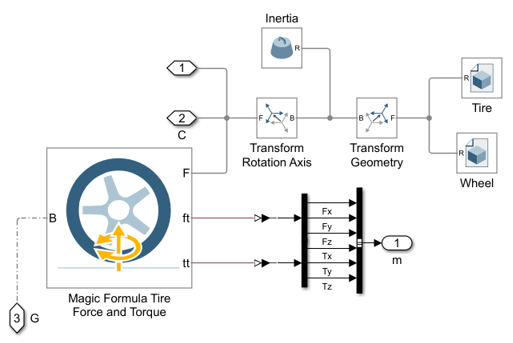 Inertia
R
1
2
C
F
B
Transform
Rotation Axis
B
F
Transform
Geometry
R
Tire
R
Wheel
B
F
ft
tt
Magic Formula Tire
Force and Torque
3
G
Fx
Fy
Fz
Tx
Ty
Tz
1
m